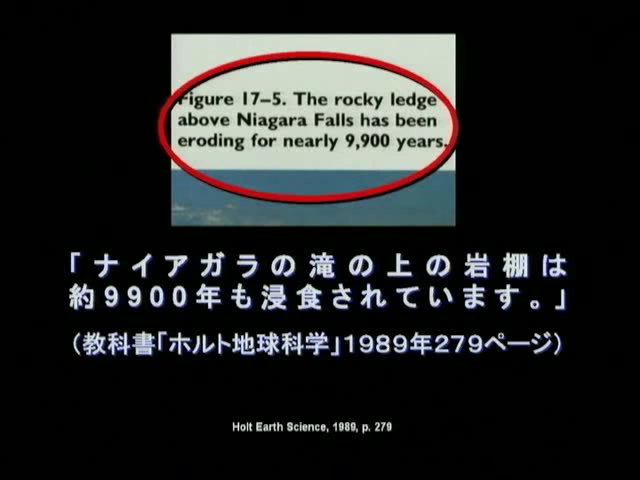 Figure 17–5. The rocky ledge
above Niagara Falls has been
eroding for nearly 9,900 years.
「ナイアガラの滝の上の岩棚は
約9900年も浸食されています。」
（教科書「ホルト地球科学」1989年279ページ）
Holt Earth Science, 1989, p. 279